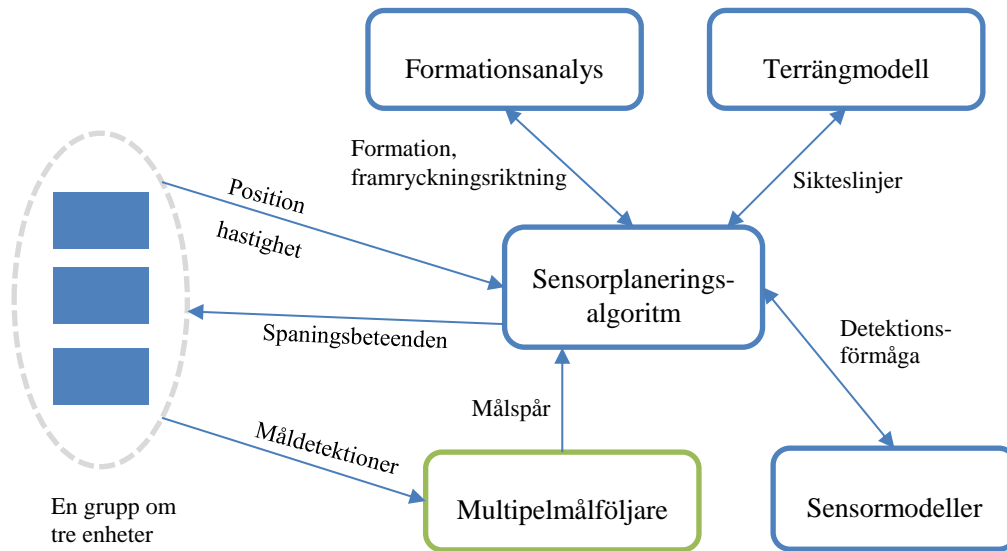 Formationsanalys
Terrängmodell
Formation,
framryckningsriktning
Sikteslinjer
Position
hastighet
Sensorplanerings-
algoritm
Spaningsbeteenden
Detektions-
förmåga
Målspår
Måldetektioner
Multipelmålföljare
Sensormodeller
En grupp om
tre enheter